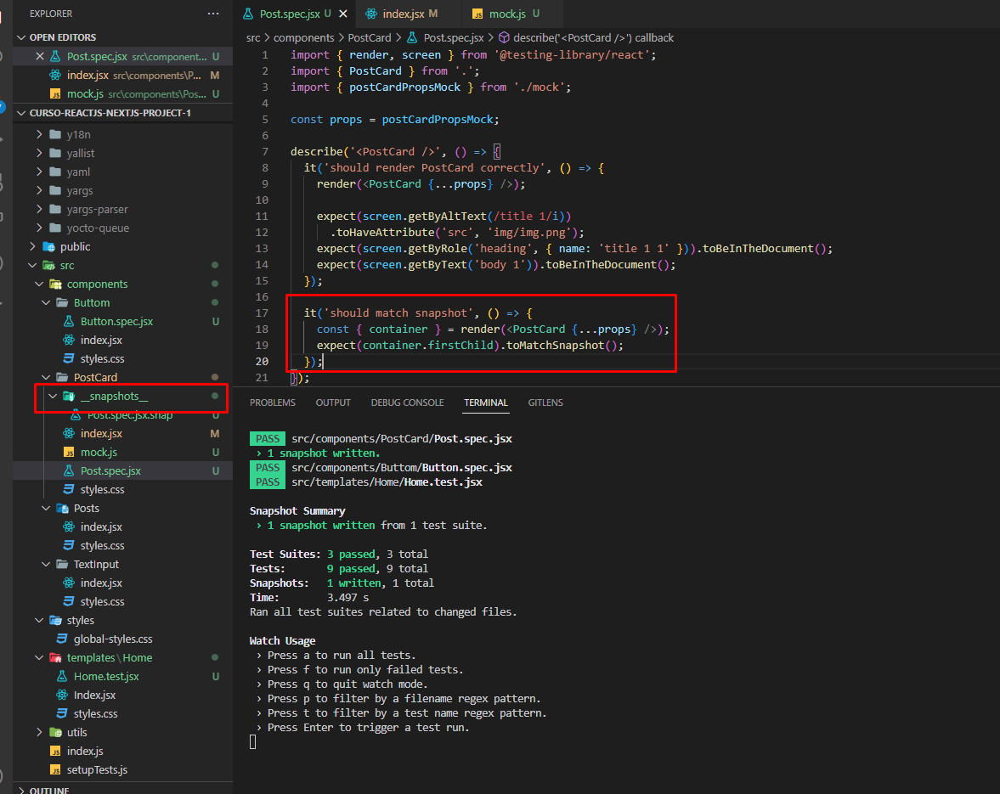 EXPLORER ···
OPEN EDITORS
Post.spec.jsx src\component... U
index.jsx src\components\P... M
mock.js src\components\Pos... U
CURSO-REACTJS-NEXTJS-PROJECT-1
y18n
yallist
yaml
yargs
yargs-parser
yocto-queue
public
src
components
Buttom
Button.spec.jsx U
index.jsx
styles.css
PostCard
__snapshots__
Post.spec.jsx.snap U
index.jsx M
mock.js U
Post.spec.jsx U
styles.css
Posts
index.jsx
styles.css
TextInput
index.jsx
styles.css
styles
global-styles.css
templates\Home
Home.test.jsx U
Index.jsx
styles.css
utils
index.js
setupTests.js
OUTLINE
Post.spec.jsx U
index.jsx M
mock.js U
src > components > PostCard > Post.spec.jsx > describe('<PostCard />') callback
1 import { render, screen } from '@testing-library/react';
2 import { PostCard } from '.';
3 import { postCardPropsMock } from './mock';
4
5 const props = postCardPropsMock;
6
7 describe('<PostCard />', () => {
8 it('should render PostCard correctly', () => {
9 render(<PostCard {...props} />);
10
11 expect(screen.getByAltText(/title 1/i))
12 .toHaveAttribute('src', 'img/img.png');
13 expect(screen.getByRole('heading', { name: 'title 1 1' })).toBeInTheDocument();
14 expect(screen.getByText('body 1')).toBeInTheDocument();
15 });
16
17 it('should match snapshot', () => {
18 const { container } = render(<PostCard {...props} />);
19 expect(container.firstChild).toMatchSnapshot();
20 });
21 });
PROBLEMS OUTPUT DEBUG CONSOLE TERMINAL GITLENS
PASS src/components/PostCard/Post.spec.jsx
› 1 snapshot written.
PASS src/components/Buttom/Button.spec.jsx
PASS src/templates/Home/Home.test.jsx
Snapshot Summary
› 1 snapshot written from 1 test suite.
Test Suites: 3 passed, 3 total
Tests: 9 passed, 9 total
Snapshots: 1 written, 1 total
Time: 3.497 s
Ran all test suites related to changed files.
Watch Usage
› Press a to run all tests.
› Press f to run only failed tests.
› Press q to quit watch mode.
› Press p to filter by a filename regex pattern.
› Press t to filter by a test name regex pattern.
› Press Enter to trigger a test run.